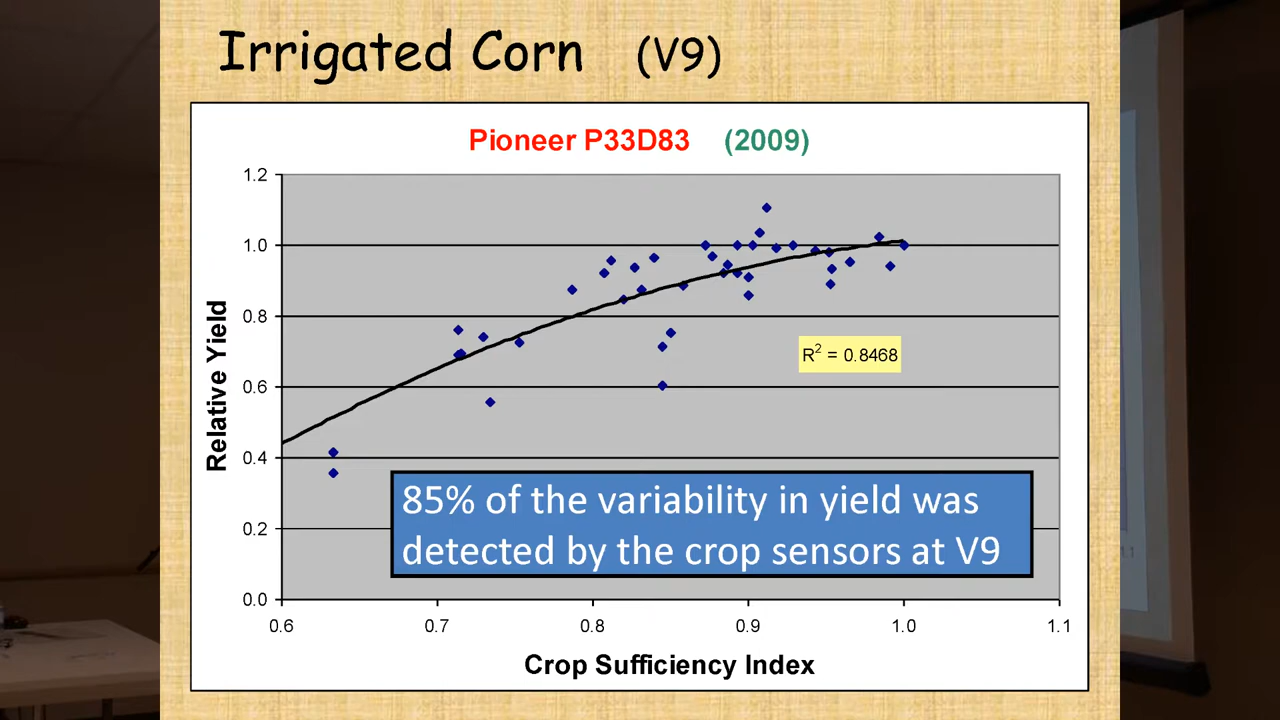 Irrigated Corn (V9)
Pioneer P33D83 (2009)
1.2
1.0
0.8
0.6
0.4
0.2
0.0
Relative Yield
R² = 0.8468
85% of the variability in yield was
detected by the crop sensors at V9
0.6 0.7 0.8 0.9 1.0 1.1
Crop Sufficiency Index